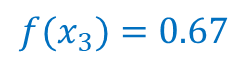 f(x₃) = 0.67